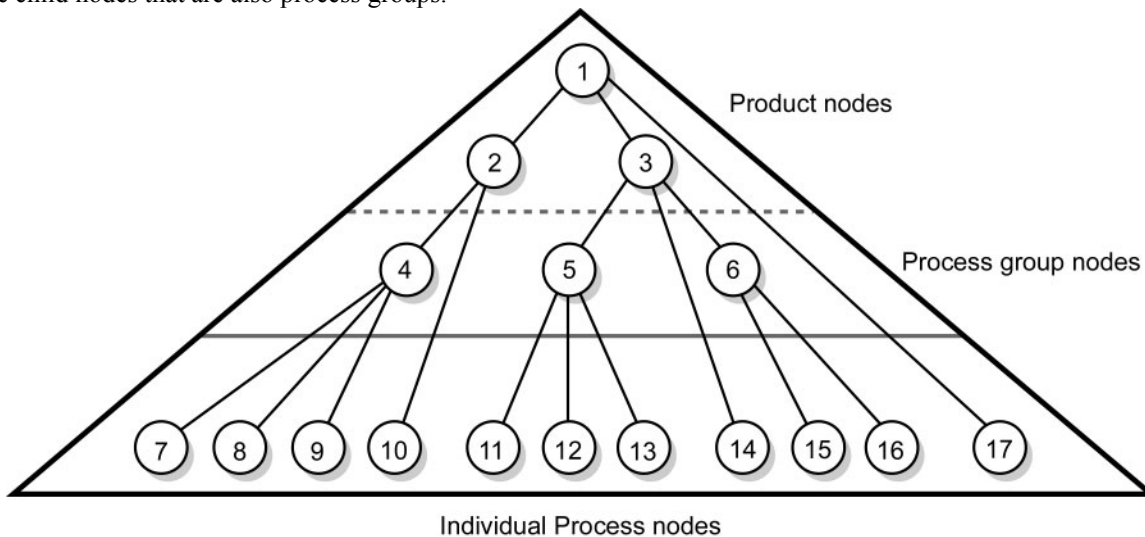 child nodes that are also process groups.
1
Product nodes
2 3
4 5 6
Process group nodes
7 8 9 10 11 12 13 14 15 16 17
Individual Process nodes